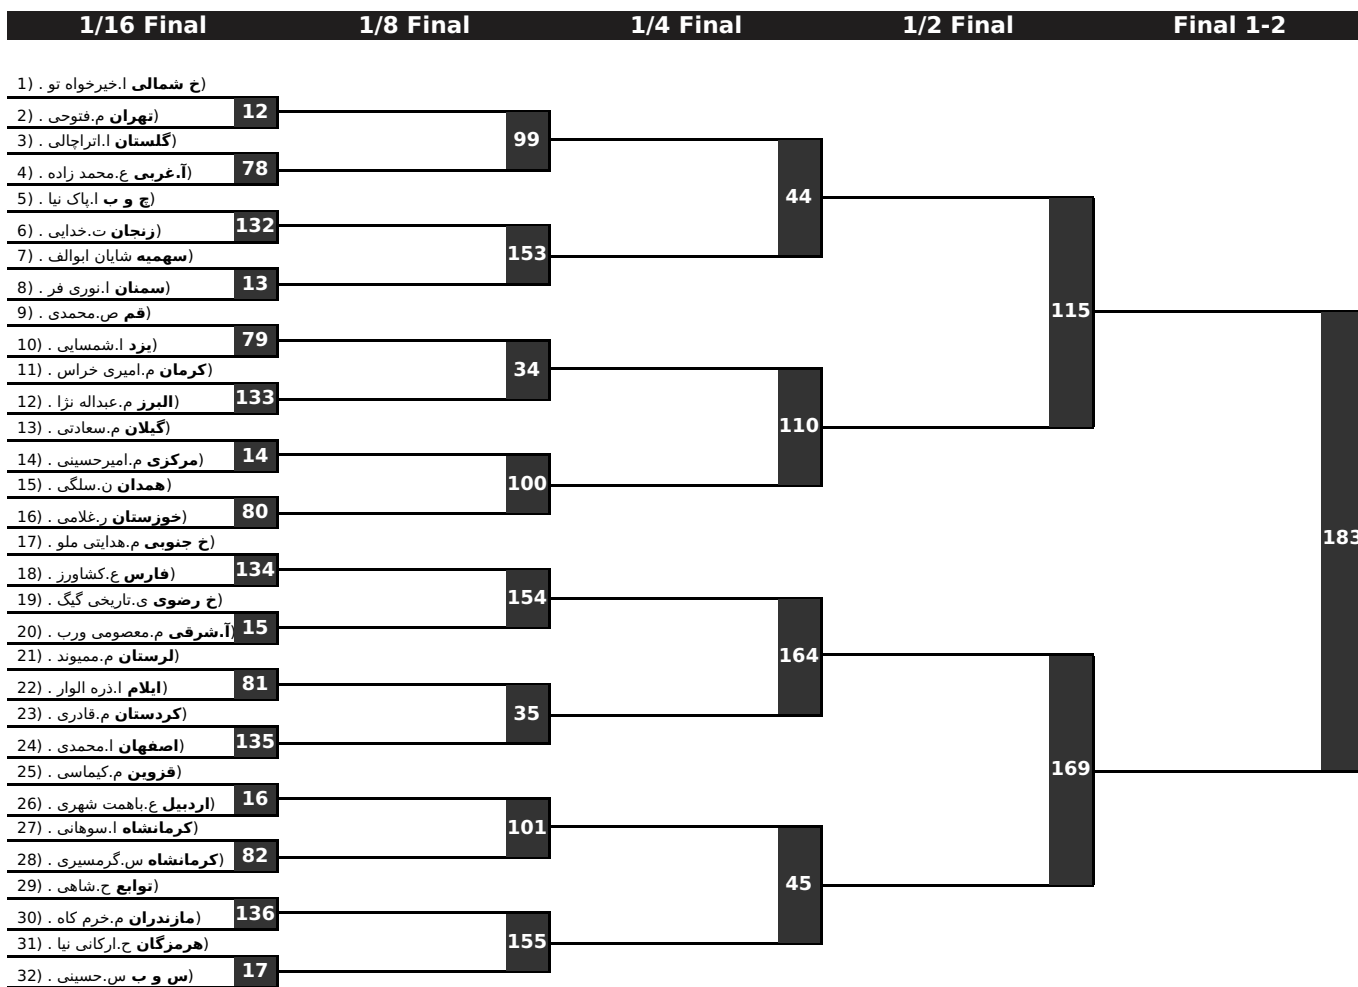 1/16 Final 1/8 Final 1/4 Final 1/2 Final Final 1-2
1) . ا.خیرخواه تو خ شمالی)
12
2) . م.فتوحی تهران)
99
3) . ا.اتراچالی گلستان)
78
4) . ع.محمد زاده آ.غربی)
44
5) . ا.پاک نیا چ و ب)
132
6) . ت.خدایی زنجان)
153
7) . شایان ابوالف سهمیه)
13
8) . ا.نوری فر سمنان)
115
9) . ص.محمدی قم)
79
10) . ا.شمسایی یزد)
34
11) . م.امیری خراس کرمان)
133
12) . م.عبداله نژا البرز)
110
13) . م.سعادتی گیلان)
14
14) . م.امیرحسینی مرکزی)
100
15) . ن.سلگی همدان)
80
16) . ر.غلامی خوزستان)
183
17) . م.هدایتی ملو خ جنوبی)
134
18) . ع.کشاورز فارس)
154
19) . ی.تاریخی گیگ خ رضوی)
15
20) . م.معصومی ورب آ.شرقی)
164
21) . م.ممیوند لرستان)
81
22) . ا.ذره الوار ایلام)
35
23) . م.قادری کردستان)
135
24) . ا.محمدی اصفهان)
169
25) . م.کیماسی قزوین)
16
26) . ع.باهمت شهری اردبیل)
101
27) . ا.سوهانی کرمانشاه)
82
28) . س.گرمسیری کرمانشاه)
45
29) . ح.شاهی توابع)
136
30) . م.خرم کاه مازندران)
155
31) . ح.ارکانی نیا هرمزگان)
17
32) . س.حسینی س و ب)